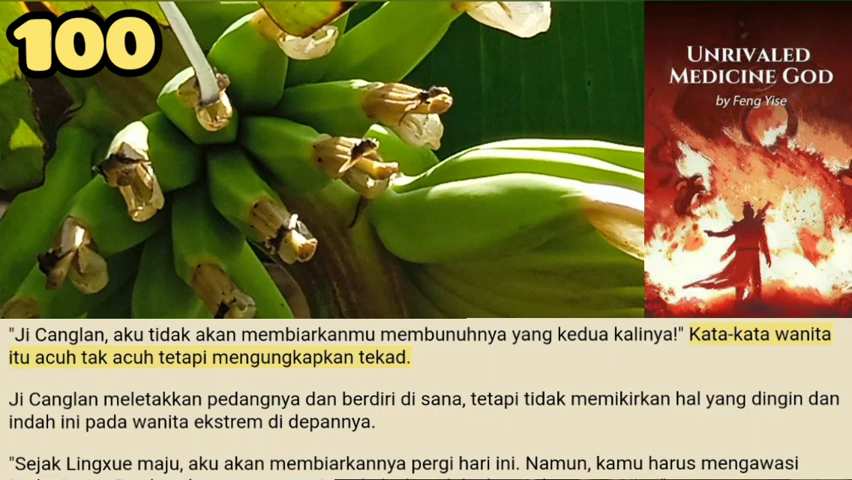 100
UNRIVALED
MEDICINE GOD
by Feng Yise
"Ji Canglan, aku tidak akan membiarkanmu membunuhnya yang kedua kalinya!" Kata-kata wanita
itu acuh tak acuh tetapi mengungkapkan tekad.
Ji Canglan meletakkan pedangnya dan berdiri di sana, tetapi tidak memikirkan hal yang dingin dan
indah ini pada wanita ekstrem di depannya.
"Sejak Lingxue maju, aku akan membiarkannya pergi hari ini. Namun, kamu harus mengawasi